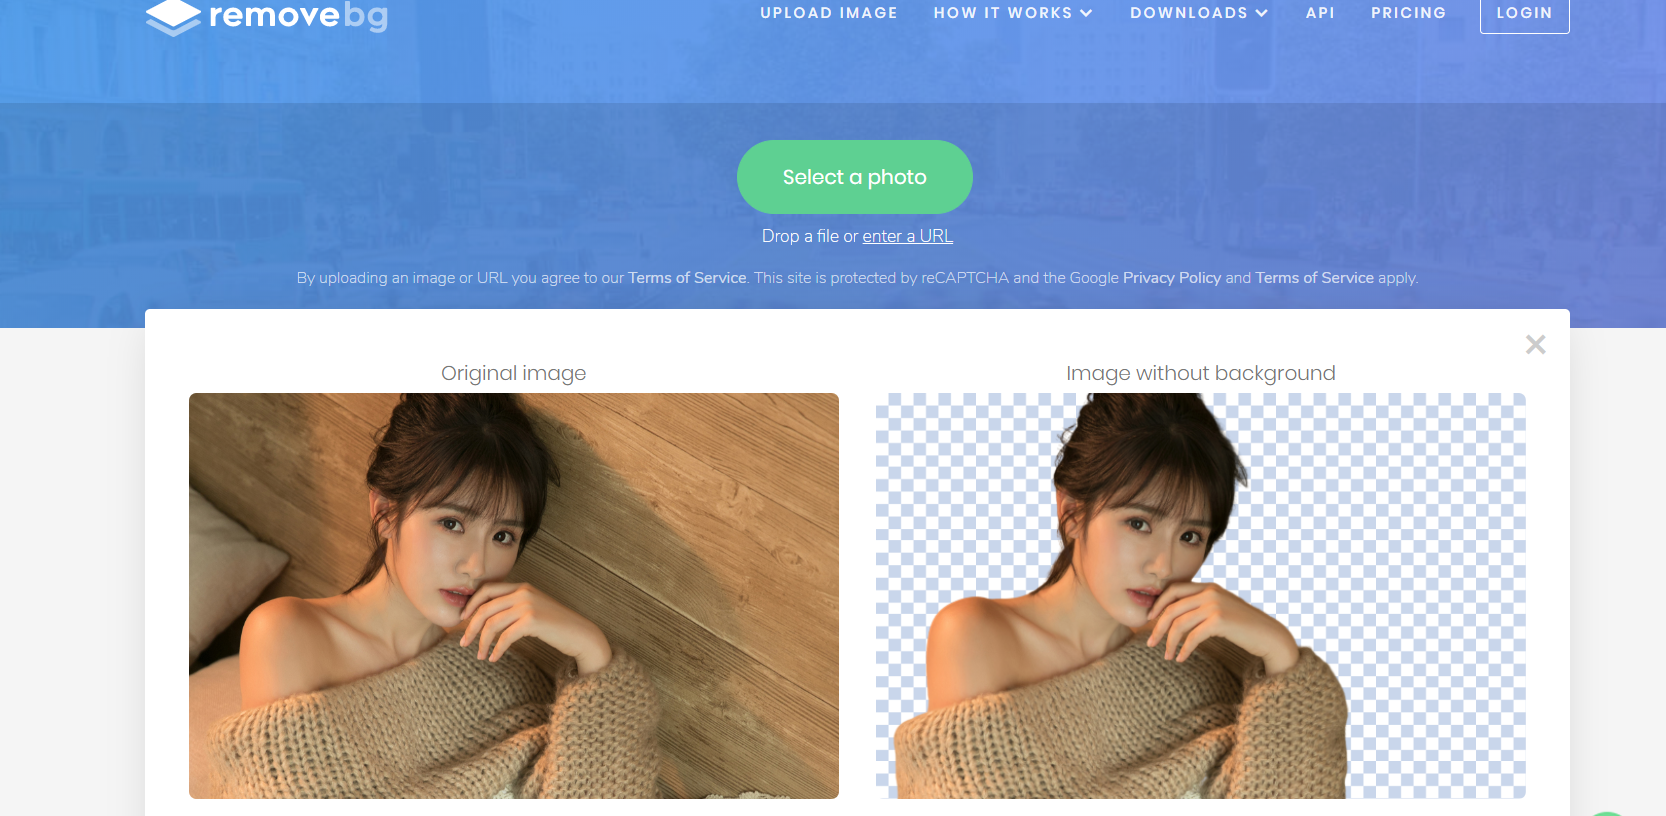 removebg
UPLOAD IMAGE
HOW IT WORKS
DOWNLOADS
API
PRICING
LOGIN
Select a photo
Drop a file or enter a URL
By uploading an image or URL you agree to our Terms of Service. This site is protected by reCAPTCHA and the Google Privacy Policy and Terms of Service apply.
Original image
Image without background